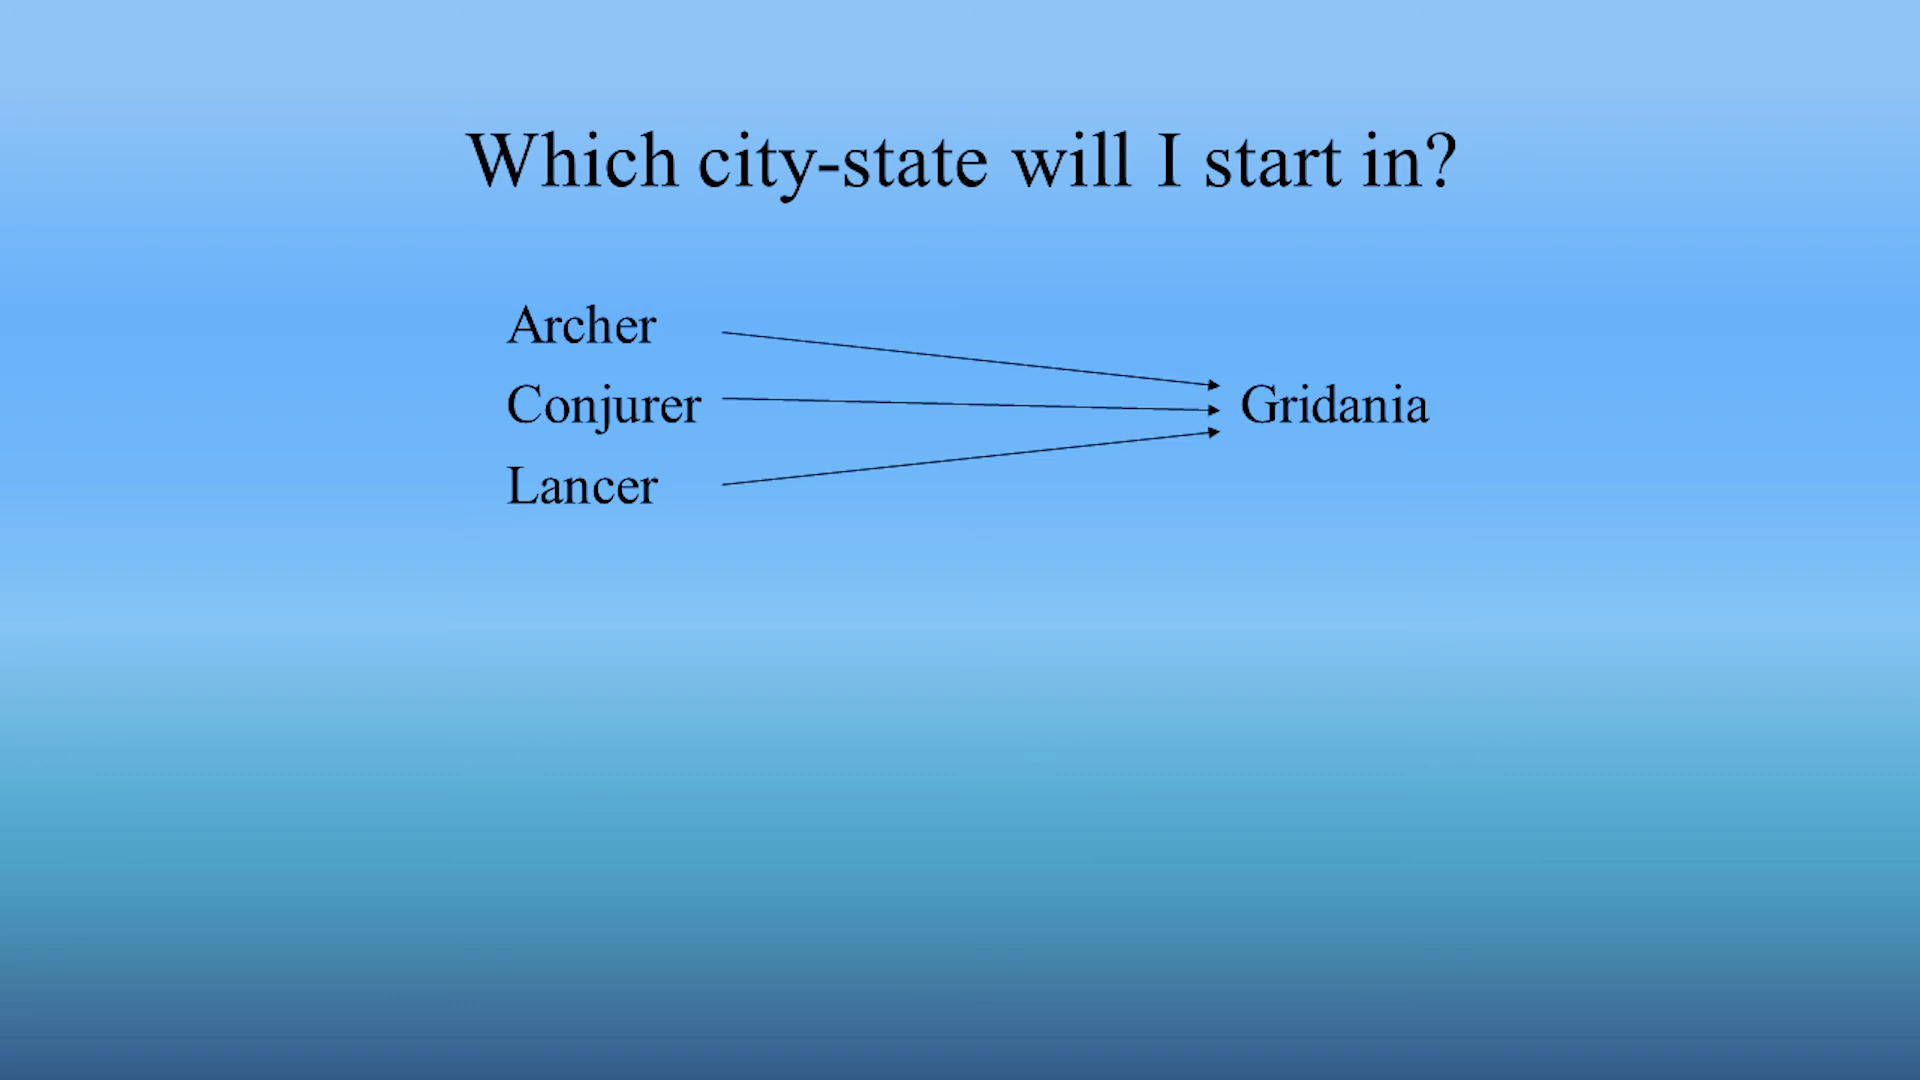 Which city-state will I start in?
Archer
Conjurer
Gridania
Lancer